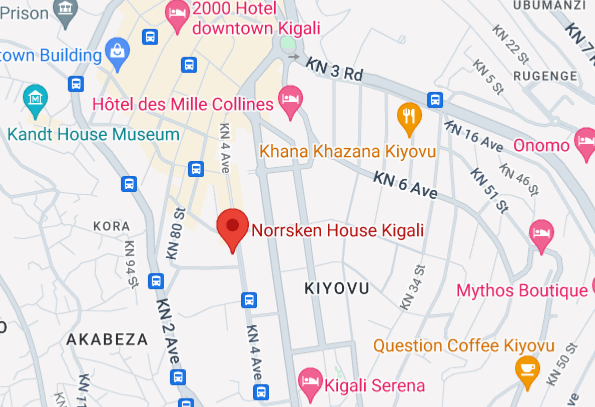 Prison
2000 Hotel
downtown Kigali
UBUMANZI
town Building
KN 3 Rd
KN 22 St
KN 7 R
KN 5 St
RUGENGE
Hôtel des Mille Collines
Kandt House Museum
KN 4 Ave
Khana Khazana Kiyovu
KN 16 Ave
Onomo
KN 6 Ave
KN 46 St
KN 51 St
KORA
KN 80 St
Norrsken House Kigali
KN 94 St
KIYOVU
KN 34 St
Mythos Boutique
KN 2 Ave
AKABEZA
KN 4 Ave
Question Coffee Kiyovu
KN 50 St
Kigali Serena